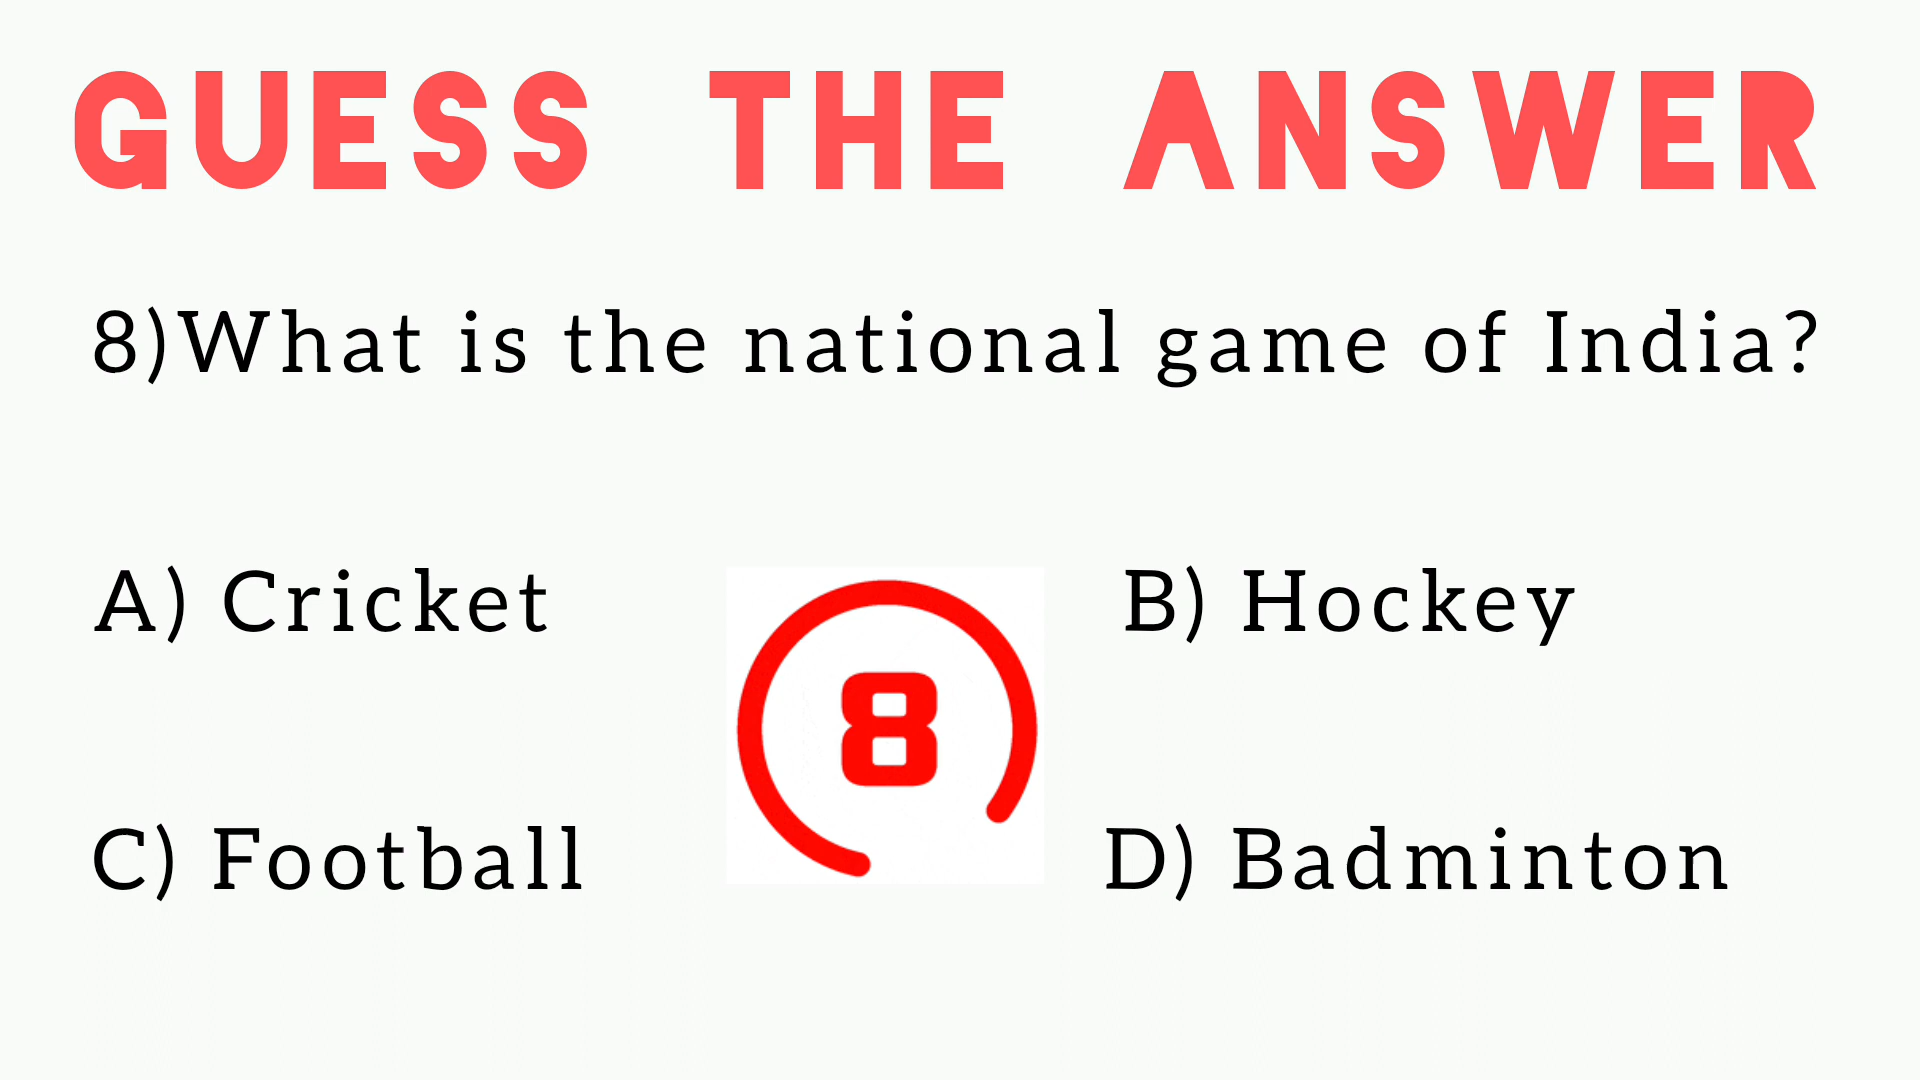 GUESS THE ANSWER
8)What is the national game of India?
A) Cricket
B) Hockey
8
C) Football
D) Badminton